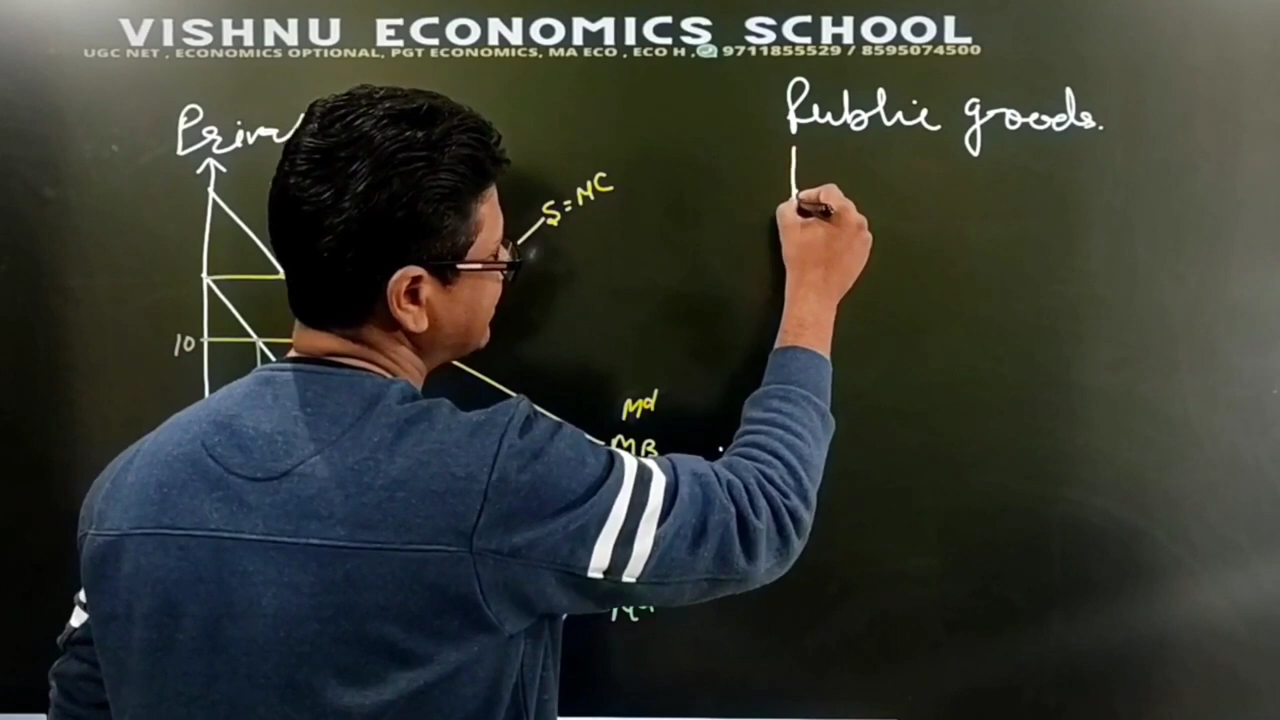 VISHNU ECONOMICS SCHOOL
UGC NET , ECONOMICS OPTIONAL, PGT ECONOMICS, MA ECO , ECO H , 9711855529 / 8595074500
Public goods.
S=MC
10
Md
MB